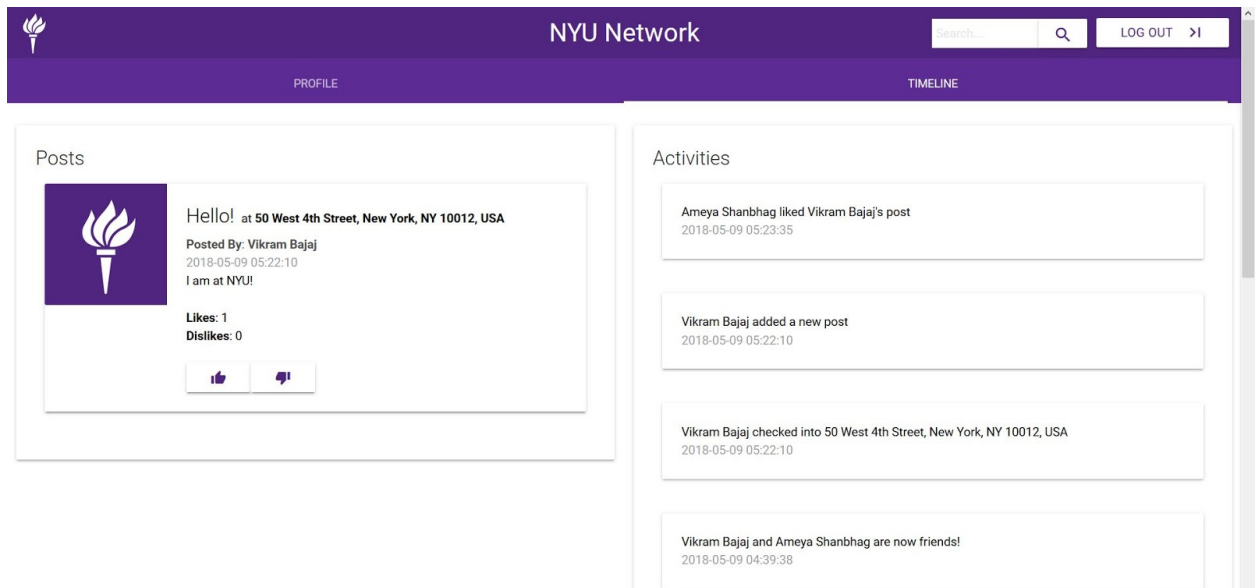 NYU Network
Search....
LOG OUT
PROFILE
TIMELINE
Posts
Hello! at 50 West 4th Street, New York, NY 10012, USA
Posted By: Vikram Bajaj
2018-05-09 05:22:10
I am at NYU!
Likes: 1
Dislikes: 0
Activities
Ameya Shanbhag liked Vikram Bajaj's post
2018-05-09 05:23:35
Vikram Bajaj added a new post
2018-05-09 05:22:10
Vikram Bajaj checked into 50 West 4th Street, New York, NY 10012, USA
2018-05-09 05:22:10
Vikram Bajaj and Ameya Shanbhag are now friends!
2018-05-09 04:39:38